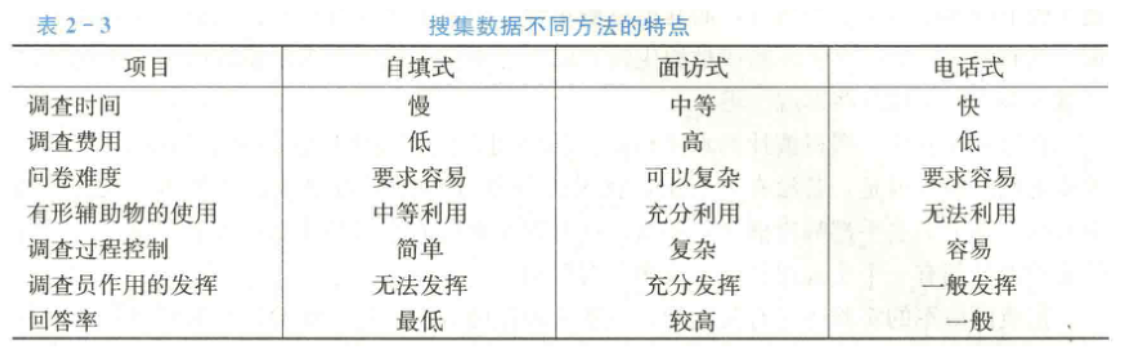 表 2-3 搜集数据不同方法的特点
项目 自填式 面访式 电话式
调查时间 慢 中等 快
调查费用 低 高 低
问卷难度 要求容易 可以复杂 要求容易
有形辅助物的使用 中等利用 充分利用 无法利用
调查过程控制 简单 复杂 容易
调查员作用的发挥 无法发挥 充分发挥 一般发挥
回答率 最低 较高 一般